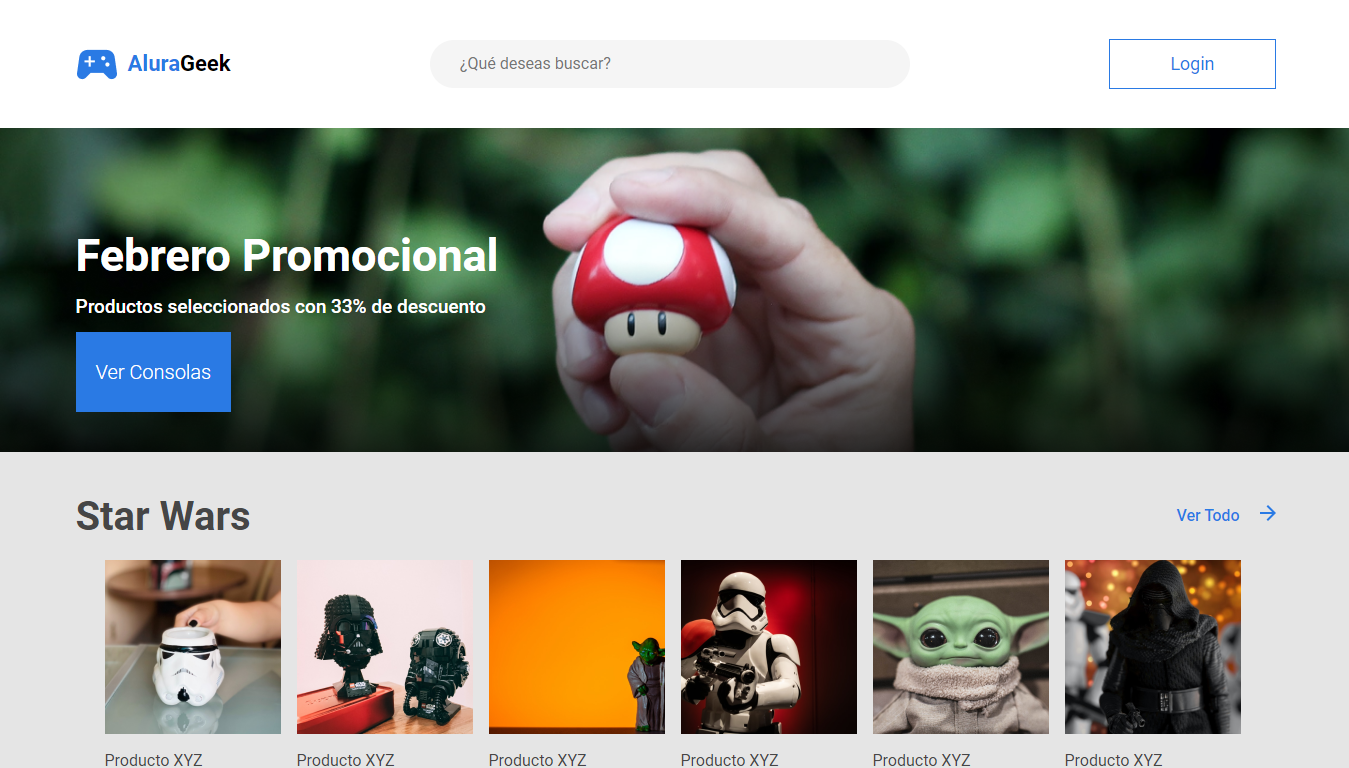 AluraGeek
¿Qué deseas buscar?
Login
Febrero Promocional
Productos seleccionados con 33% de descuento
Ver Consolas
Star Wars
Ver Todo
Producto XYZ
Producto XYZ
Producto XYZ
Producto XYZ
Producto XYZ
Producto XYZ